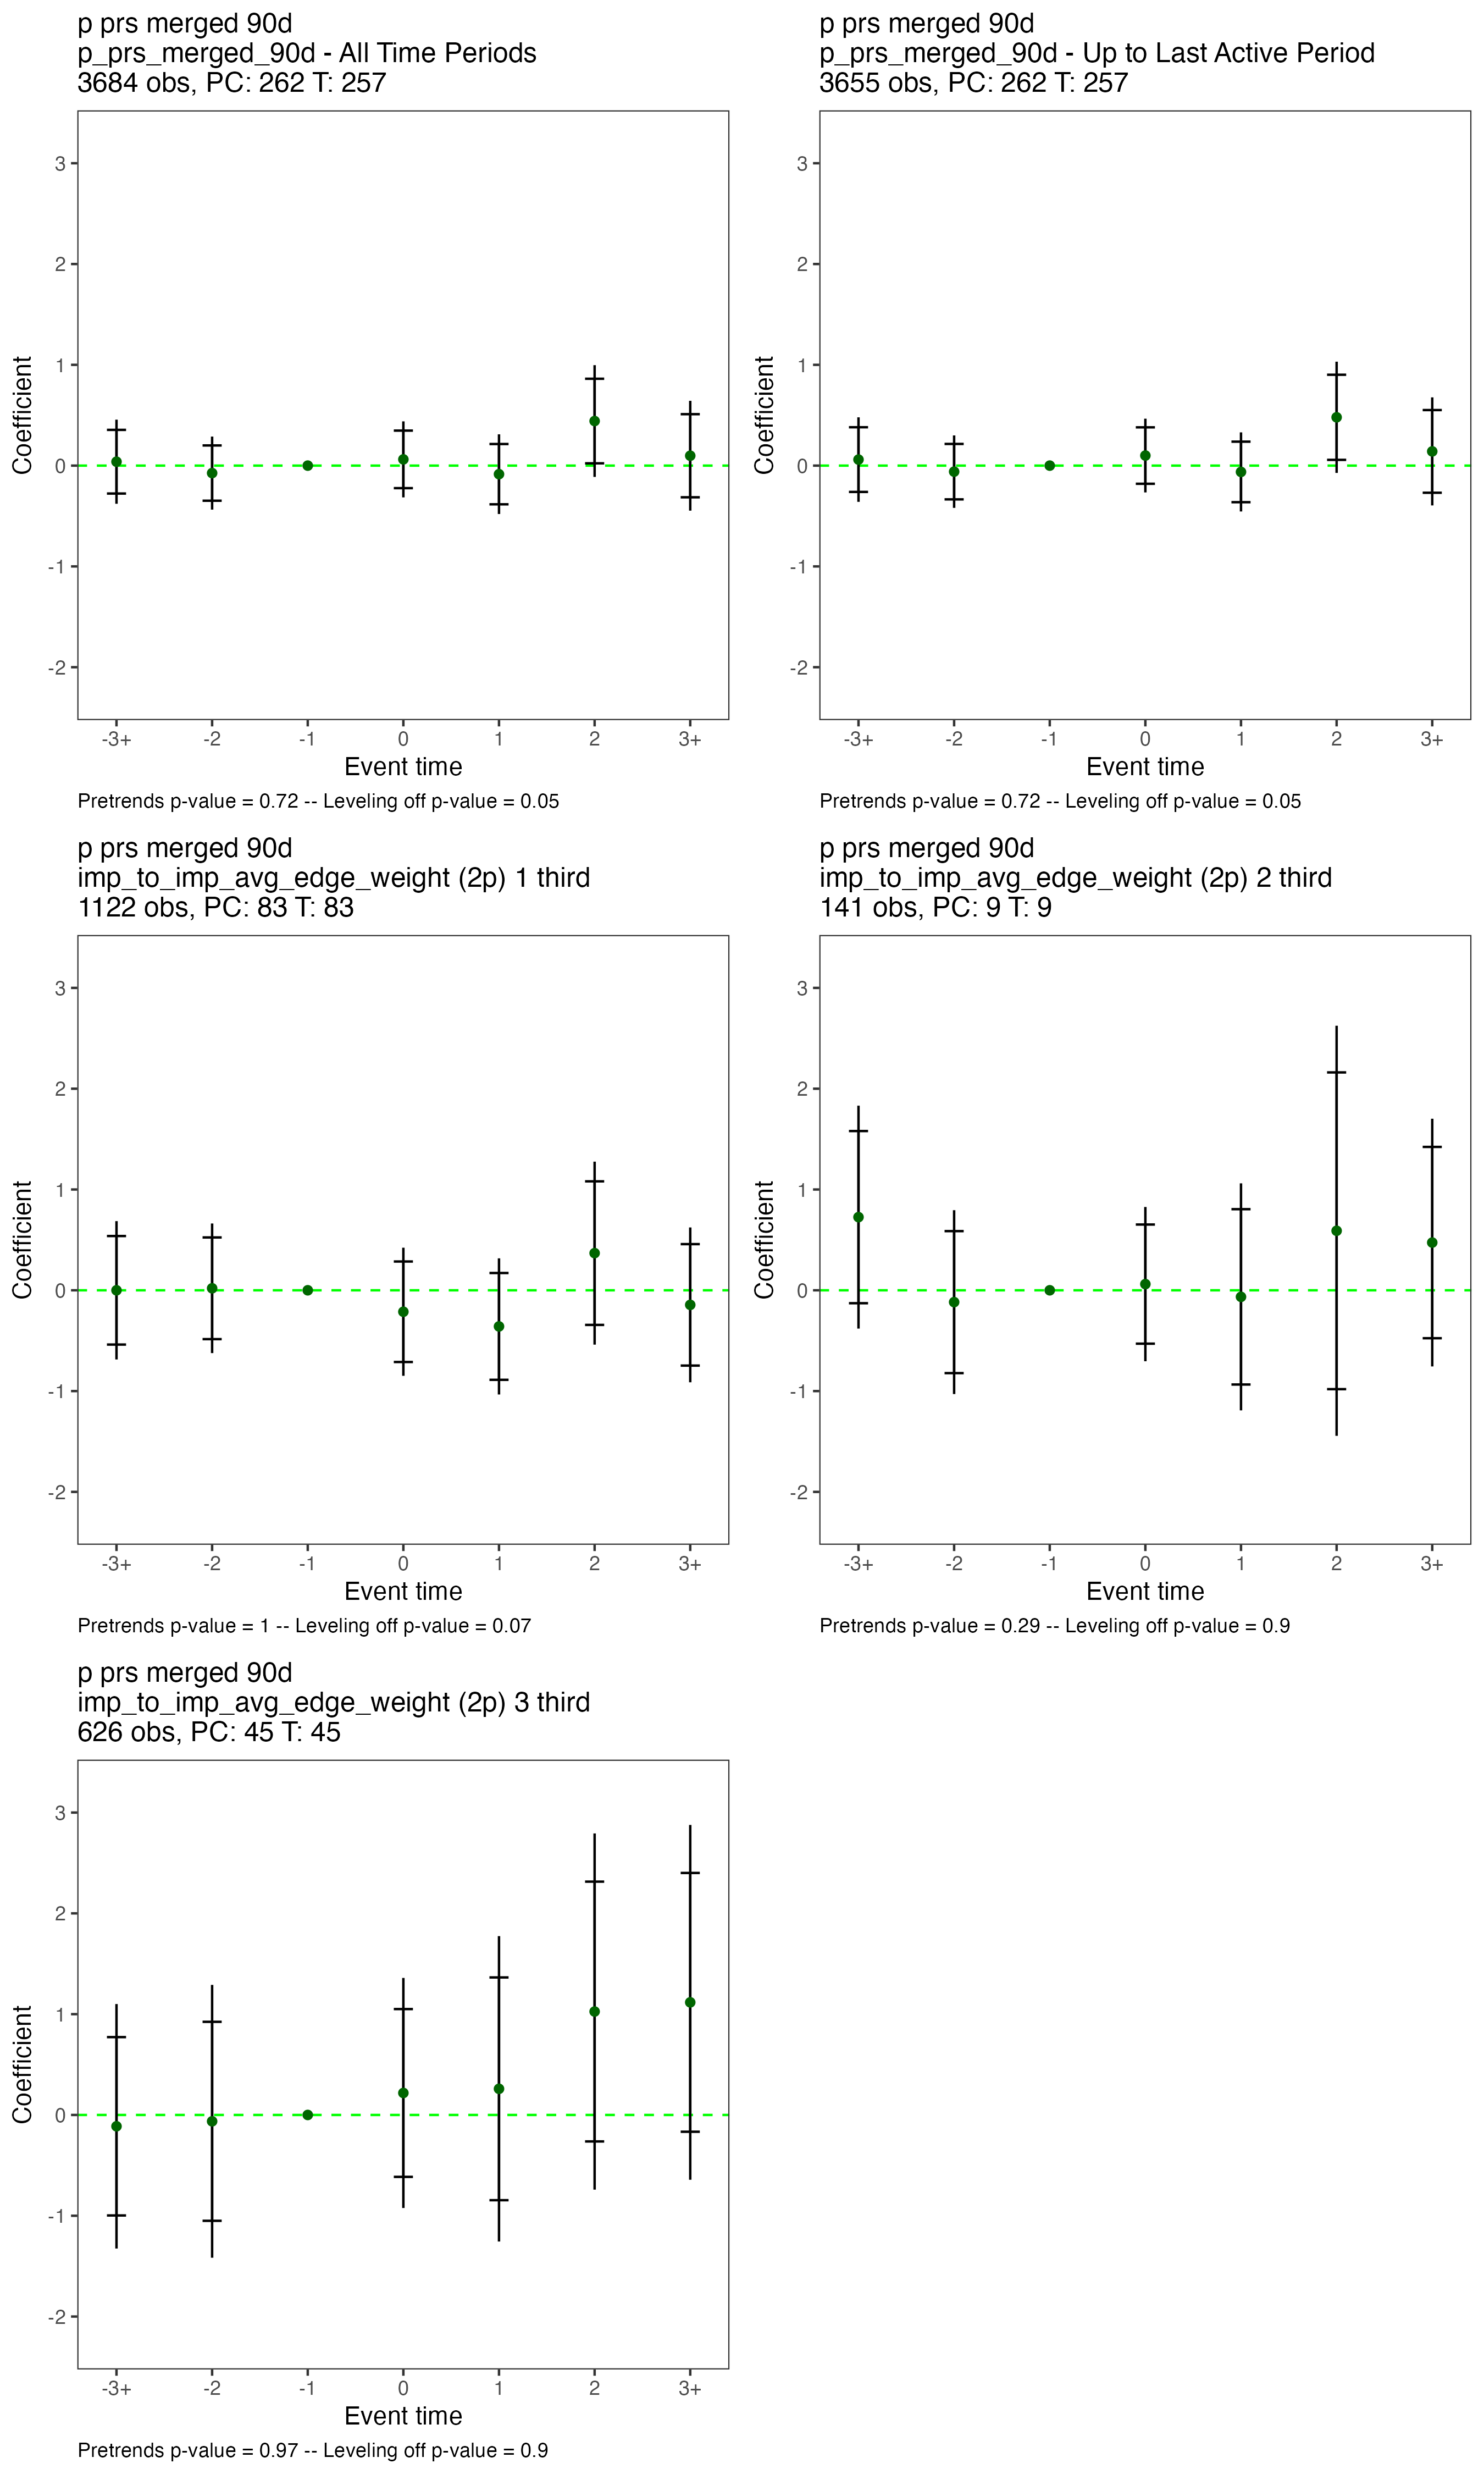 p prs merged 90d
p_prs_merged_90d - All Time Periods
3684 obs, PC: 262 T: 257
3
2
1
0
-1
-2
Coefficient
-3+ -2 -1 0 1 2 3+
Event time
Pretrends p-value = 0.72 -- Leveling off p-value = 0.05
p prs merged 90d
p_prs_merged_90d - Up to Last Active Period
3655 obs, PC: 262 T: 257
3
2
1
0
-1
-2
Coefficient
-3+ -2 -1 0 1 2 3+
Event time
Pretrends p-value = 0.72 -- Leveling off p-value = 0.05
p prs merged 90d
imp_to_imp_avg_edge_weight (2p) 1 third
1122 obs, PC: 83 T: 83
3
2
1
0
-1
-2
Coefficient
-3+ -2 -1 0 1 2 3+
Event time
Pretrends p-value = 1 -- Leveling off p-value = 0.07
p prs merged 90d
imp_to_imp_avg_edge_weight (2p) 2 third
141 obs, PC: 9 T: 9
3
2
1
0
-1
-2
Coefficient
-3+ -2 -1 0 1 2 3+
Event time
Pretrends p-value = 0.29 -- Leveling off p-value = 0.9
p prs merged 90d
imp_to_imp_avg_edge_weight (2p) 3 third
626 obs, PC: 45 T: 45
3
2
1
0
-1
-2
Coefficient
-3+ -2 -1 0 1 2 3+
Event time
Pretrends p-value = 0.97 -- Leveling off p-value = 0.9